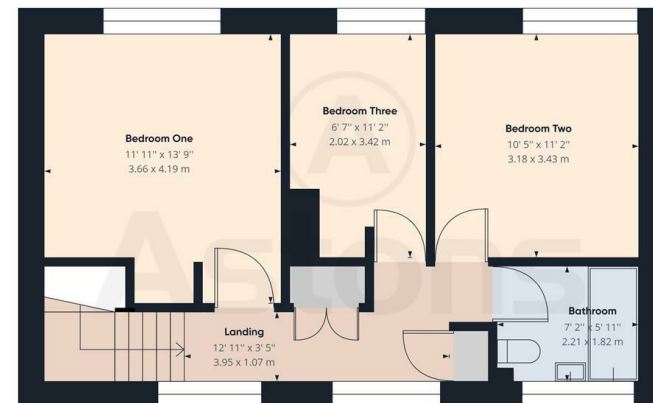 Bedroom One
11' 11" x 13' 9"
3.66 x 4.19 m
Bedroom Three
6' 7" x 11' 2"
2.02 x 3.42 m
Bedroom Two
10' 5" x 11' 2"
3.18 x 3.43 m
A
Astons
Landing
12' 11" x 3' 5"
3.95 x 1.07 m
Bathroom
7' 2" x 5' 11"
2.21 x 1.82 m